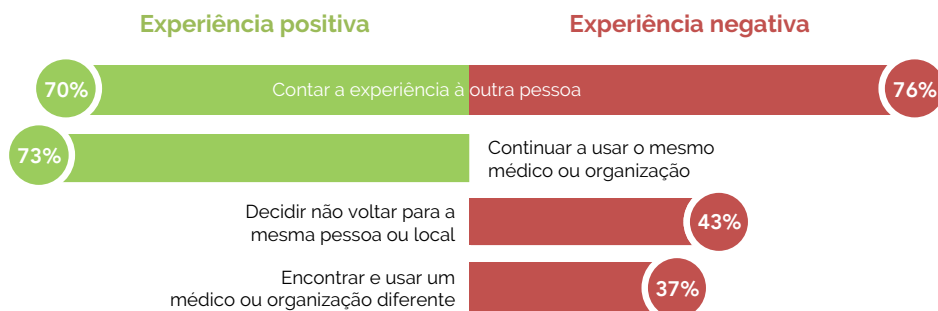 Experiência positiva
Experiência negativa
70%
Contar a experiência à outra pessoa
76%
73%
Continuar a usar o mesmo
médico ou organização
Decidir não voltar para a
mesma pessoa ou local
43%
Encontrar e usar um
médico ou organização diferente
37%